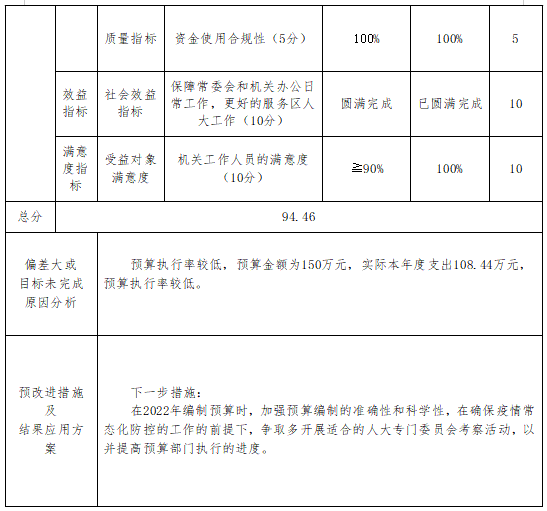 质量指标 资金使用合规性（5分） 100% 100% 5
效益指标 社会效益指标 保障常委会和机关办公日常工作，更好的服务区人大工作（10分） 圆满完成 已圆满完成 10
满意度指标 受益对象满意度 机关工作人员的满意度（10分） ≧90% 100% 10
总分 94.46
偏差大或
目标未完成
原因分析
预算执行率较低，预算金额为150万元，实际本年度支出108.44万元，
预算执行率较低。
预改进措施
及
结果应用方
案
下一步措施：
在2022年编制预算时，加强预算编制的准确性和科学性，在确保疫情常
态化防控的工作的前提下，争取多开展适合的人大专门委员会考察活动，以
并提高预算部门执行的进度。